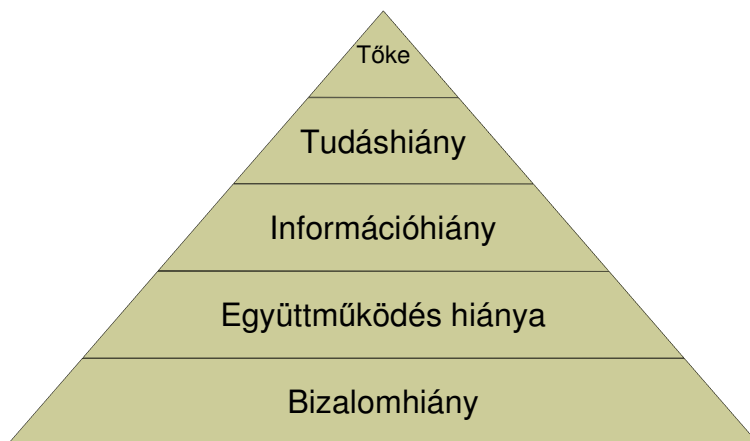 Tőke
Tudáshiány
Információhiány
Együttműködés hiánya
Bizalomhiány